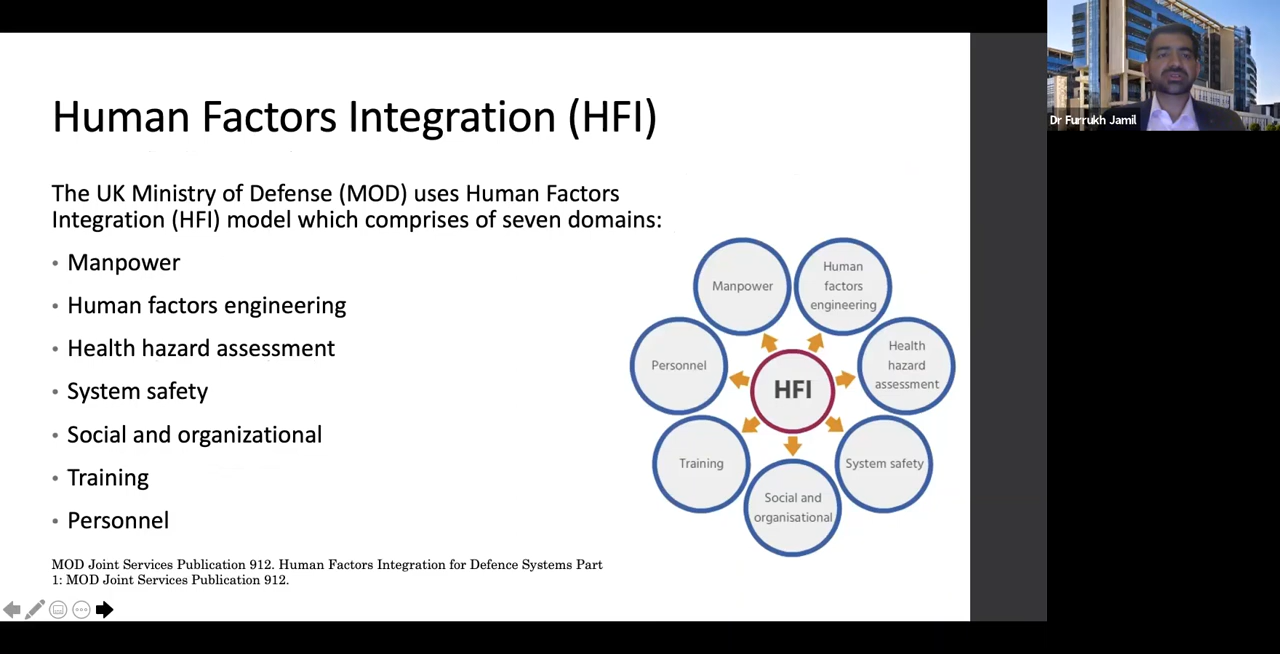 Human Factors Integration (HFI)
The UK Ministry of Defense (MOD) uses Human Factors
Integration (HFI) model which comprises of seven domains:
• Manpower
• Human factors engineering
• Health hazard assessment
• System safety
• Social and organizational
• Training
• Personnel
MOD Joint Services Publication 912. Human Factors Integration for Defence Systems Part
1: MOD Joint Services Publication 912.
Manpower
Human
factors
engineering
Health
hazard
assessment
System safety
Social and
organisational
Training
Personnel
HFI
Dr Furrukh Jamil